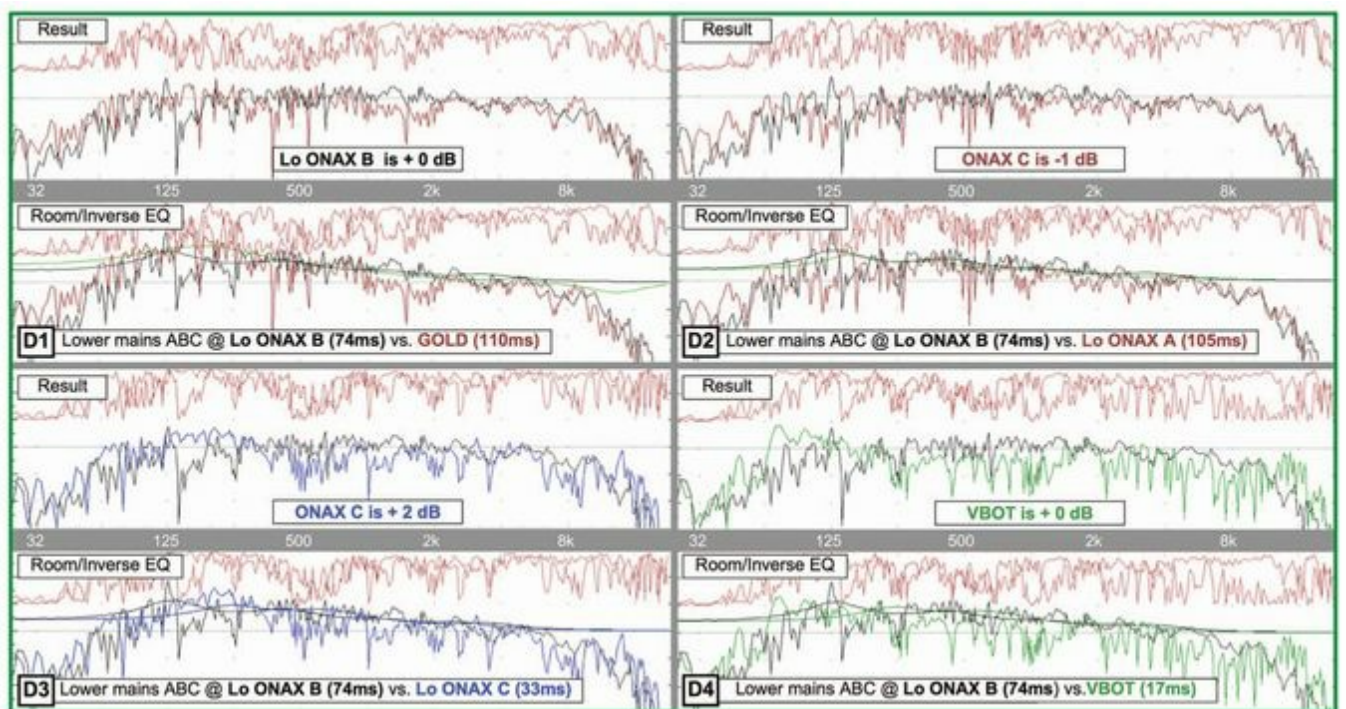 Result
Result
Lo ONAX B is + 0 dB
ONAX C is -1 dB
32 125 500 2k 8k
32 125 500 2k 8k
Room/Inverse EQ
Room/Inverse EQ
D1 Lower mains ABC @ Lo ONAX B (74ms) vs. GOLD (110ms)
D2 Lower mains ABC @ Lo ONAX B (74ms) vs. Lo ONAX A (105ms)
Result
Result
ONAX C is + 2 dB
VBOT is + 0 dB
32 125 500 2k 8k
32 125 500 2k 8k
Room/Inverse EQ
Room/Inverse EQ
D3 Lower mains ABC @ Lo ONAX B (74ms) vs. Lo ONAX C (33ms)
D4 Lower mains ABC @ Lo ONAX B (74ms) vs.VBOT (17ms)